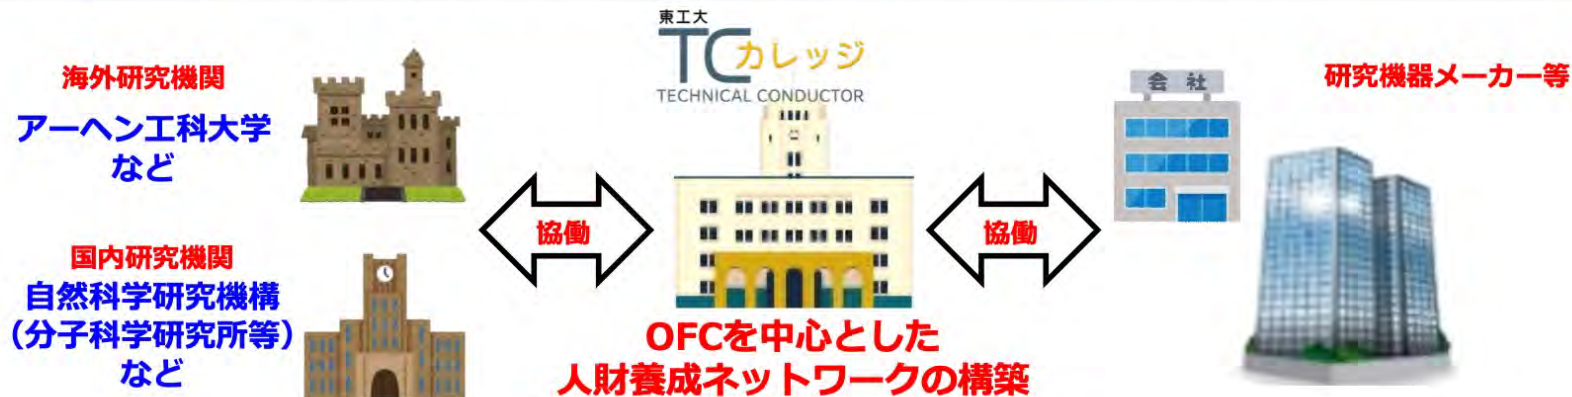 海外研究機関
アーヘン工科大学
など
国内研究機関
自然科学研究機構
（分子科学研究所等）
など
協働
東工大
TCカレッジ
TECHNICAL CONDUCTOR
OFCを中心とした
人財養成ネットワークの構築
協働
会社
研究機器メーカー等